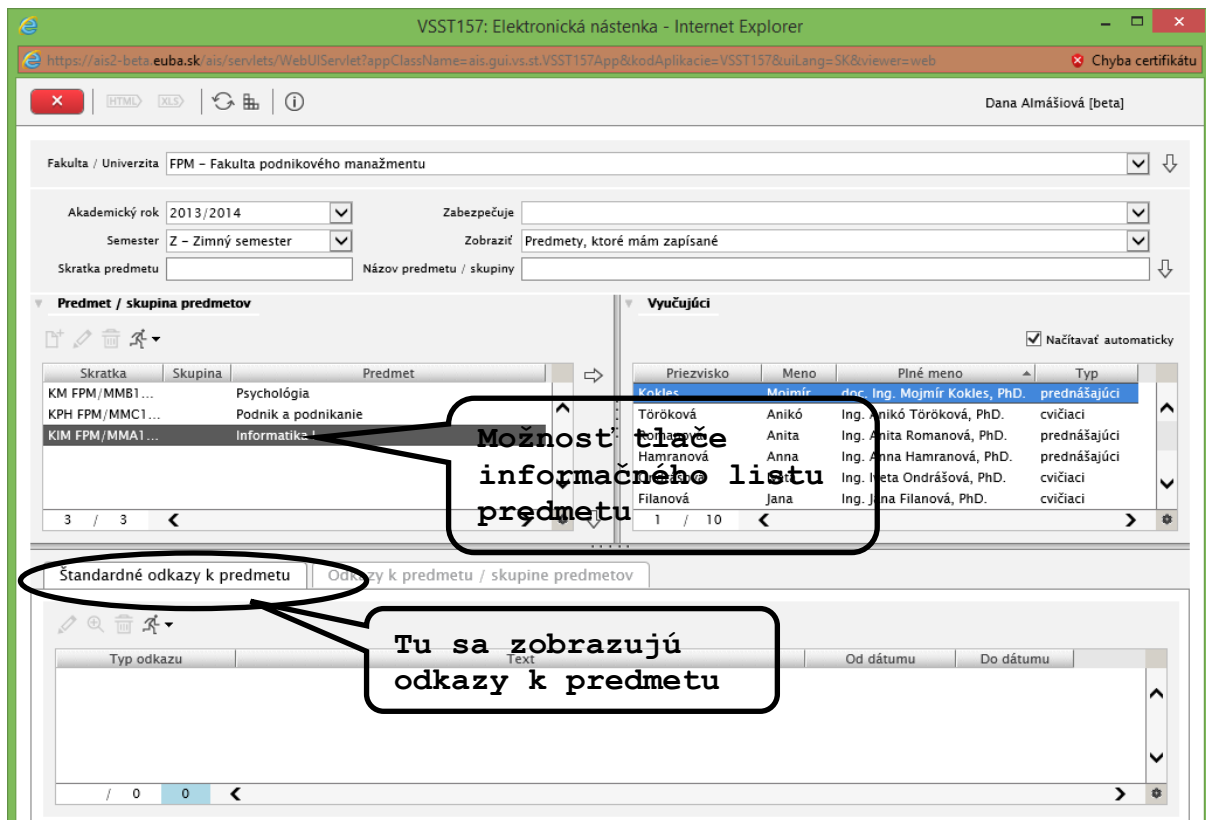 VSST157: Elektronická nástenka - Internet Explorer
https://ais2-beta.euba.sk/ais/servlets/WebUIServlet?appClassName=ais.gui.vs.st.VSST157App&kodAplikacie=VSST157&uiLang=SK&viewer=web Chyba certifikátu
HTML XLS Dana Almášiová [beta]
Fakulta / Univerzita FPM – Fakulta podnikového manažmentu
Akademický rok 2013/2014 Zabezpečuje
Semester Z – Zimný semester Zobraziť Predmety, ktoré mám zapísané
Skratka predmetu Názov predmetu / skupiny
Predmet / skupina predmetov Vyučujúci
Načítavať automaticky
Skratka Skupina Predmet Priezvisko Meno Plné meno Typ
KM FPM/MMB1... Psychológia Kokles Mojmír doc. Ing. Mojmír Kokles, PhD. prednášajúci
KPH FPM/MMC1... Podnik a podnikanie Töröková Anikó Ing. Anikó Töröková, PhD. cvičiaci
KIM FPM/MMA1... Informatika I Romanová Anita Ing. Anita Romanová, PhD. prednášajúci
Hamranová Anna Ing. Anna Hamranová, PhD. prednášajúci
Ing. Iveta Ondrášová, PhD. cvičiaci
Filanová Jana Ing. Jana Filanová, PhD. cvičiaci
Možnosť tlače
informačného listu
predmetu
3 / 3 1 / 10
Štandardné odkazy k predmetu Odkazy k predmetu / skupine predmetov
Tu sa zobrazujú
odkazy k predmetu
Typ odkazu Text Od dátumu Do dátumu
/ 0 0